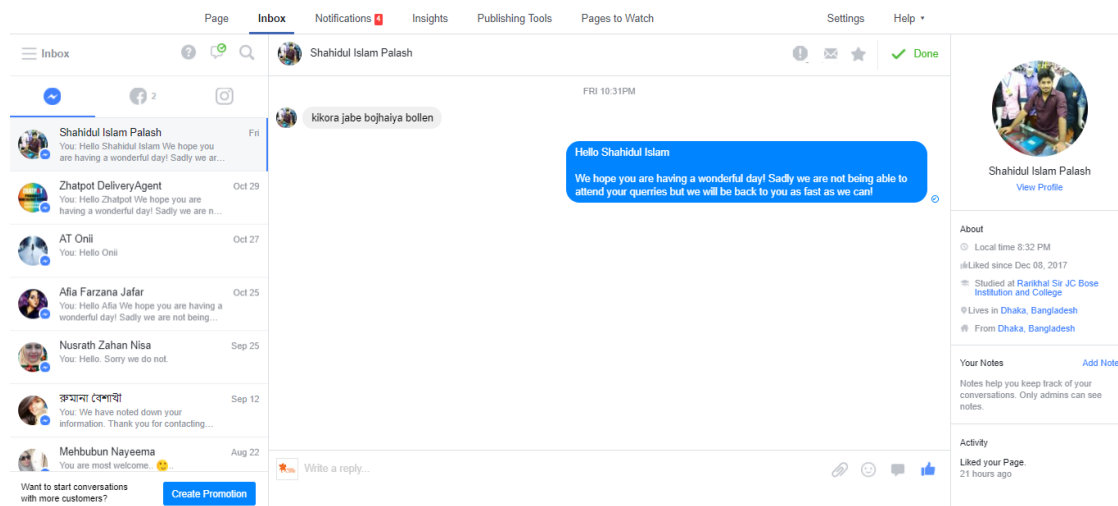 Page Inbox Notifications 4 Insights Publishing Tools Pages to Watch Settings Help
Inbox
2
Shahidul Islam Palash Fri
You: Hello Shahidul Islam We hope you
are having a wonderful day! Sadly we ar...
Zhatpot DeliveryAgent Oct 29
You: Hello Zhatpot We hope you are
having a wonderful day! Sadly we are n...
AT Onii Oct 27
You: Hello Onii
Afia Farzana Jafar Oct 25
You: Hello Afia We hope you are having a
wonderful day! Sadly we are not being...
Nusrath Zahan Nisa Sep 25
You: Hello. Sorry we do not.
রুমানা বৈশাখী Sep 12
You: We have noted down your
information. Thank you for contacting...
Mehbubun Nayeema Aug 22
You are most welcome..
Want to start conversations
with more customers?
Create Promotion
Shahidul Islam Palash
Done
FRI 10:31PM
kikora jabe bojhaiya bollen
Hello Shahidul Islam
We hope you are having a wonderful day! Sadly we are not being able to
attend your querries but we will be back to you as fast as we can!
Write a reply...
Shahidul Islam Palash
View Profile
About
Local time 8:32 PM
Liked since Dec 08, 2017
Studied at Rarikhal Sir JC Bose
Institution and College
Lives in Dhaka, Bangladesh
From Dhaka, Bangladesh
Your Notes Add Note
Notes help you keep track of your
conversations. Only admins can see
notes.
Activity
Liked your Page.
21 hours ago